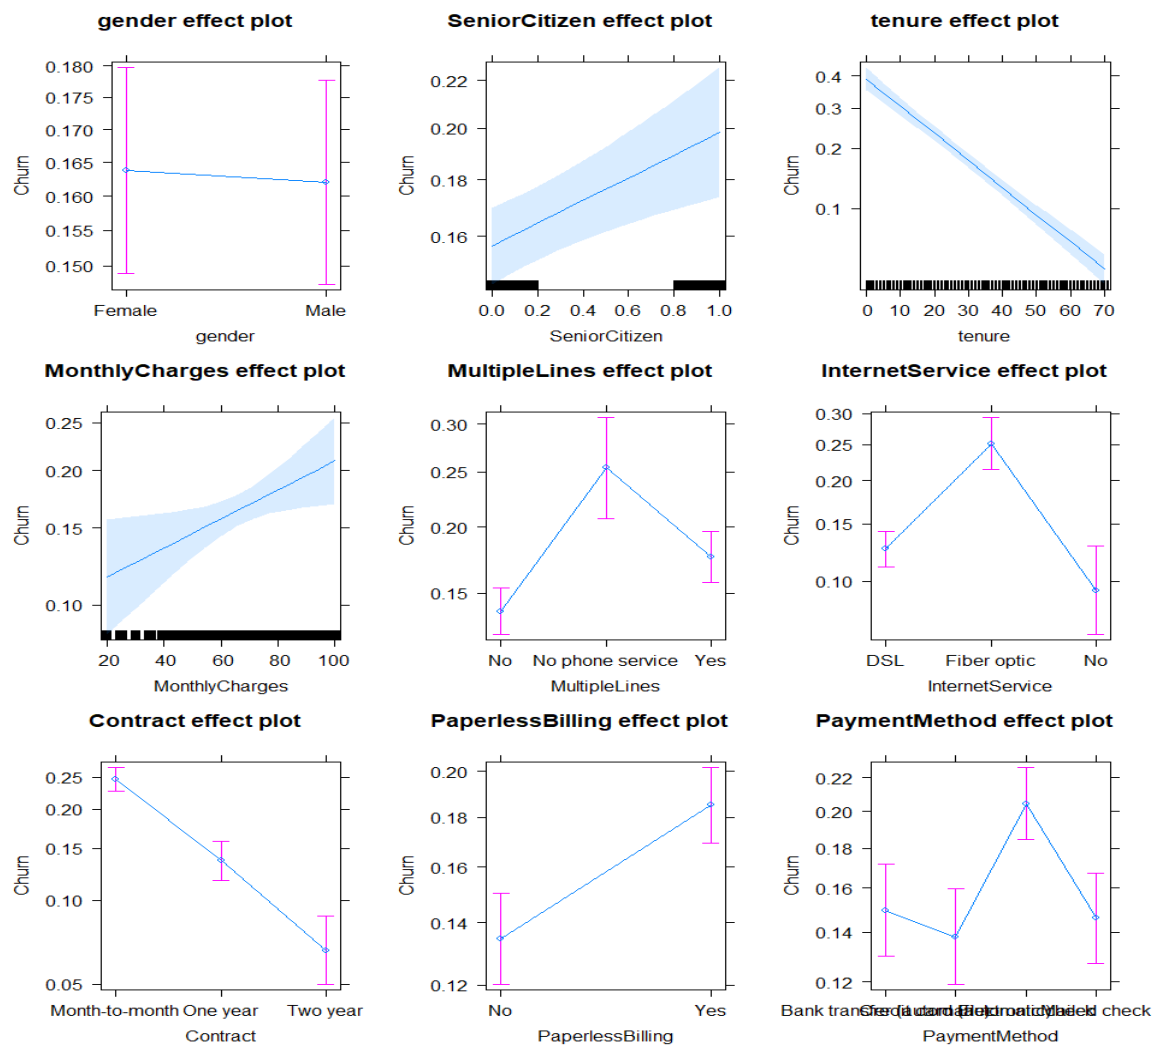 gender effect plot
0.180
0.175
0.170
0.165
0.160
0.155
0.150
Churn
Female Male
gender
SeniorCitizen effect plot
0.22
0.20
0.18
0.16
Churn
0.0 0.2 0.4 0.6 0.8 1.0
SeniorCitizen
tenure effect plot
0.4
0.3
0.2
0.1
Churn
0 10 20 30 40 50 60 70
tenure
MonthlyCharges effect plot
0.25
0.20
0.15
0.10
Churn
20 40 60 80 100
MonthlyCharges
MultipleLines effect plot
0.30
0.25
0.20
0.15
Churn
No No phone service Yes
MultipleLines
InternetService effect plot
0.30
0.25
0.20
0.15
0.10
Churn
DSL Fiber optic No
InternetService
Contract effect plot
0.25
0.20
0.15
0.10
0.05
Churn
Month-to-month One year Two year
Contract
PaperlessBilling effect plot
0.20
0.18
0.16
0.14
0.12
Churn
No Yes
PaperlessBilling
PaymentMethod effect plot
0.22
0.20
0.18
0.16
0.14
0.12
Churn
Bank transfer check
PaymentMethod